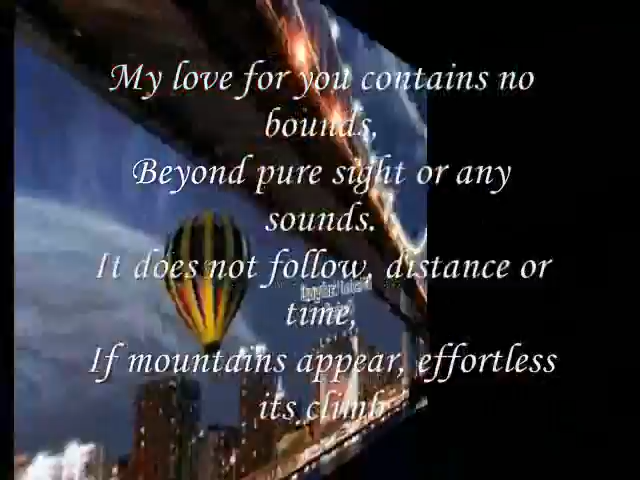 My love for you contains no
bounds,
Beyond pure sight or any
sounds.
It does not follow, distance or
time,
If mountains appear, effortless
its climb